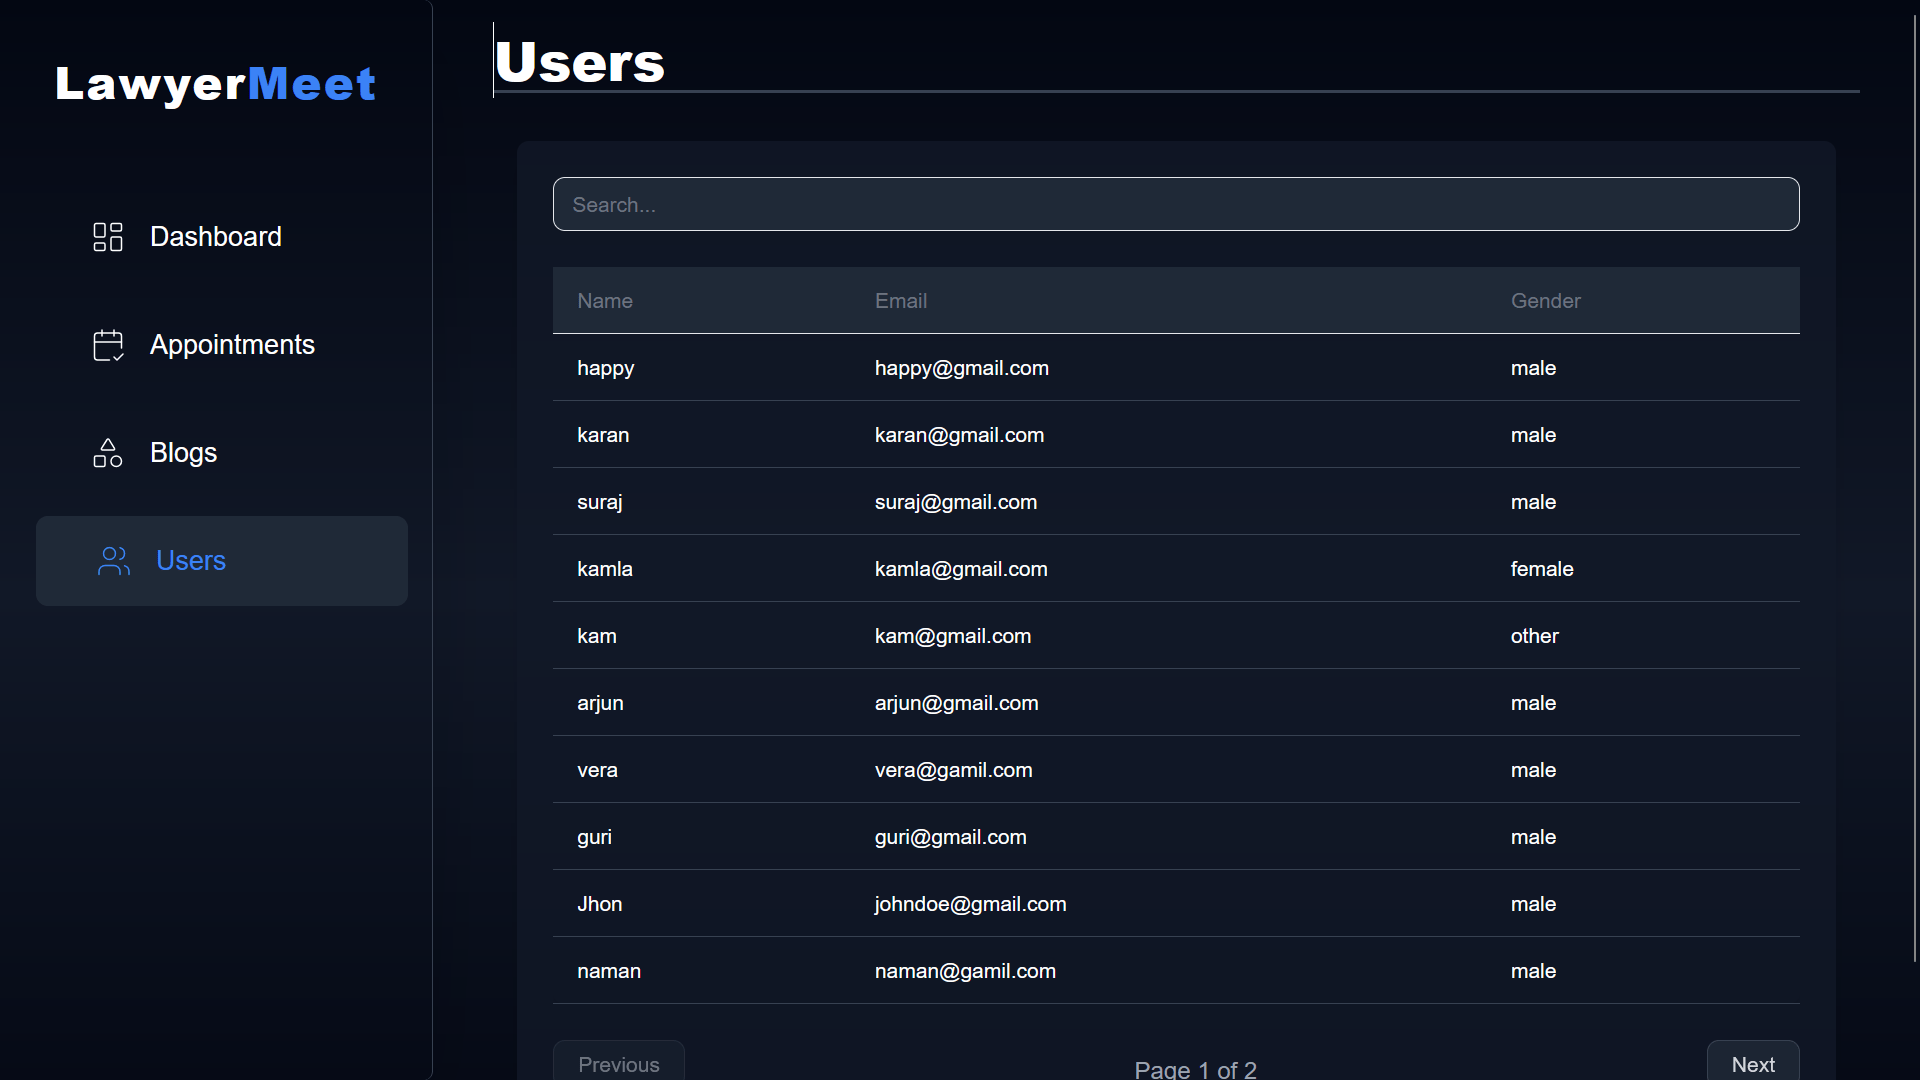 LawyerMeet
Dashboard
Appointments
Blogs
Users
Users
Search...
Name Email Gender
happy happy@gmail.com male
karan karan@gmail.com male
suraj suraj@gmail.com male
kamla kamla@gmail.com female
kam kam@gmail.com other
arjun arjun@gmail.com male
vera vera@gamil.com male
guri guri@gmail.com male
Jhon johndoe@gmail.com male
naman naman@gamil.com male
Previous Page 1 of 2 Next